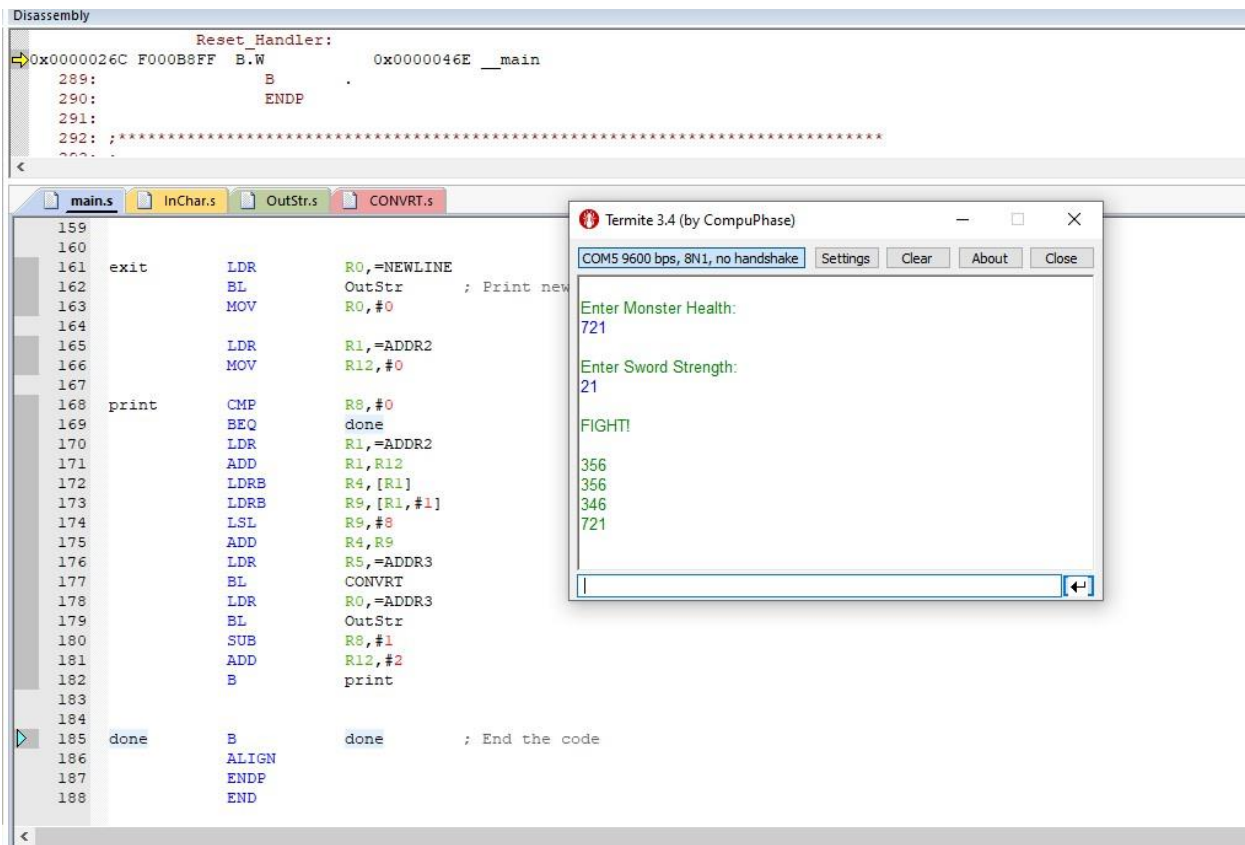 Disassembly
Reset_Handler:
0x0000026C F000B8FF B.W 0x0000046E __main
289: B .
290: ENDP
291:
292: ;******************************************************************************
main.s InChar.s OutStr.s CONVRT.s
159
160
161 exit LDR R0,=NEWLINE
162 BL OutStr ; Print new
163 MOV R0,#0
164
165 LDR R1,=ADDR2
166 MOV R12,#0
167
168 print CMP R8,#0
169 BEQ done
170 LDR R1,=ADDR2
171 ADD R1,R12
172 LDRB R4,[R1]
173 LDRB R9,[R1,#1]
174 LSL R9,#8
175 ADD R4,R9
176 LDR R5,=ADDR3
177 BL CONVRT
178 LDR R0,=ADDR3
179 BL OutStr
180 SUB R8,#1
181 ADD R12,#2
182 B print
183
184
185 done B done ; End the code
186 ALIGN
187 ENDP
188 END
Termite 3.4 (by CompuPhase)
COM5 9600 bps, 8N1, no handshake Settings Clear About Close
Enter Monster Health:
721
Enter Sword Strength:
21
FIGHT!
356
356
346
721